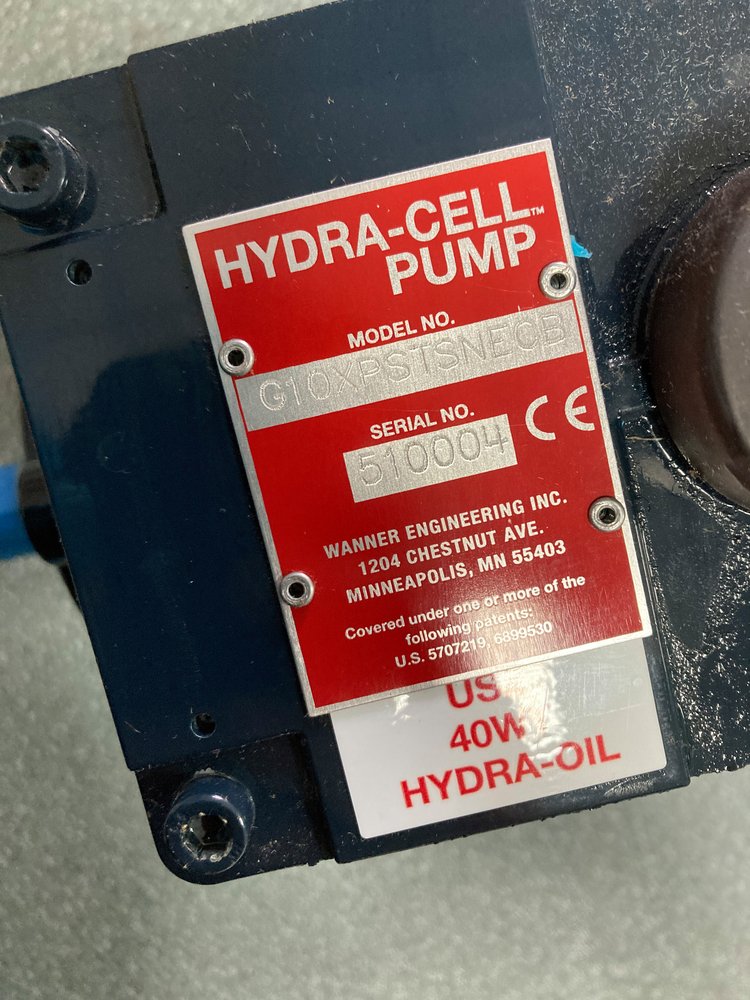 HYDRA-CELL™
PUMP
MODEL NO.
G10XPSTSNECB
SERIAL NO.
510004
CE
WANNER ENGINEERING INC.
1204 CHESTNUT AVE.
MINNEAPOLIS, MN 55403
Covered under one or more of the
following patents:
U.S. 5707219, 6899530
40W
HYDRA-OIL